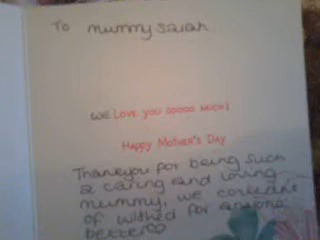 To mummy sarah
We Love you soooo much!
Happy Mother's Day
Thankyou for being such
a caring and loving
mummy, we couldn't
of wished for anyone
better